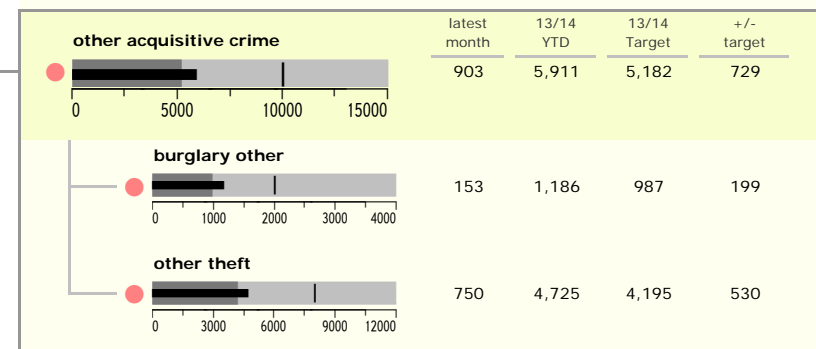 latest month 13/14 YTD 13/14 Target +/- target
other acquisitive crime
903 5,911 5,182 729
0 5000 10000 15000
burglary other
153 1,186 987 199
0 1000 2000 3000 4000
other theft
750 4,725 4,195 530
0 3000 6000 9000 12000